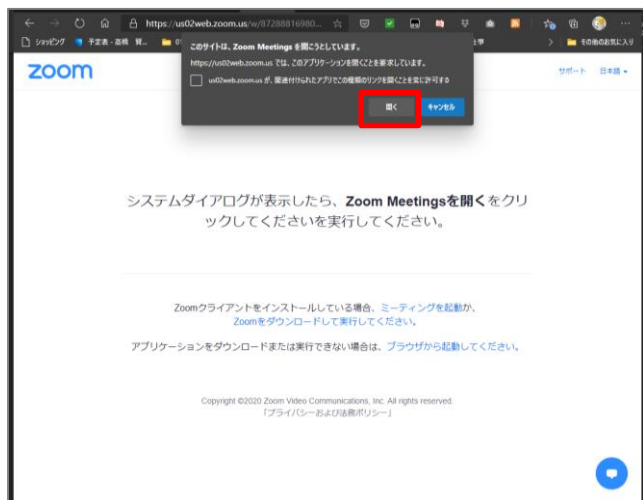 https://us02web.zoom.us/w/87288816980...
ショッピング
その他のお気に入り
このサイトは、Zoom Meetings を開こうとしています。
https://us02web.zoom.us では、このアプリケーションを開くことを要求しています。
us02web.zoom.us が、関連付けられたアプリでこの種類のリンクを開くことを常に許可する
開く キャンセル
zoom サポート 日本語
システムダイアログが表示したら、Zoom Meetingsを開くをクリ
ックしてくださいを実行してください。
Zoomクライアントをインストールしている場合、ミーティングを起動か、
Zoomをダウンロードして実行してください。
アプリケーションをダウンロードまたは実行できない場合は、ブラウザから起動してください。
Copyright ©2020 Zoom Video Communications, Inc. All rights reserved.
「プライバシーおよび法務ポリシー」